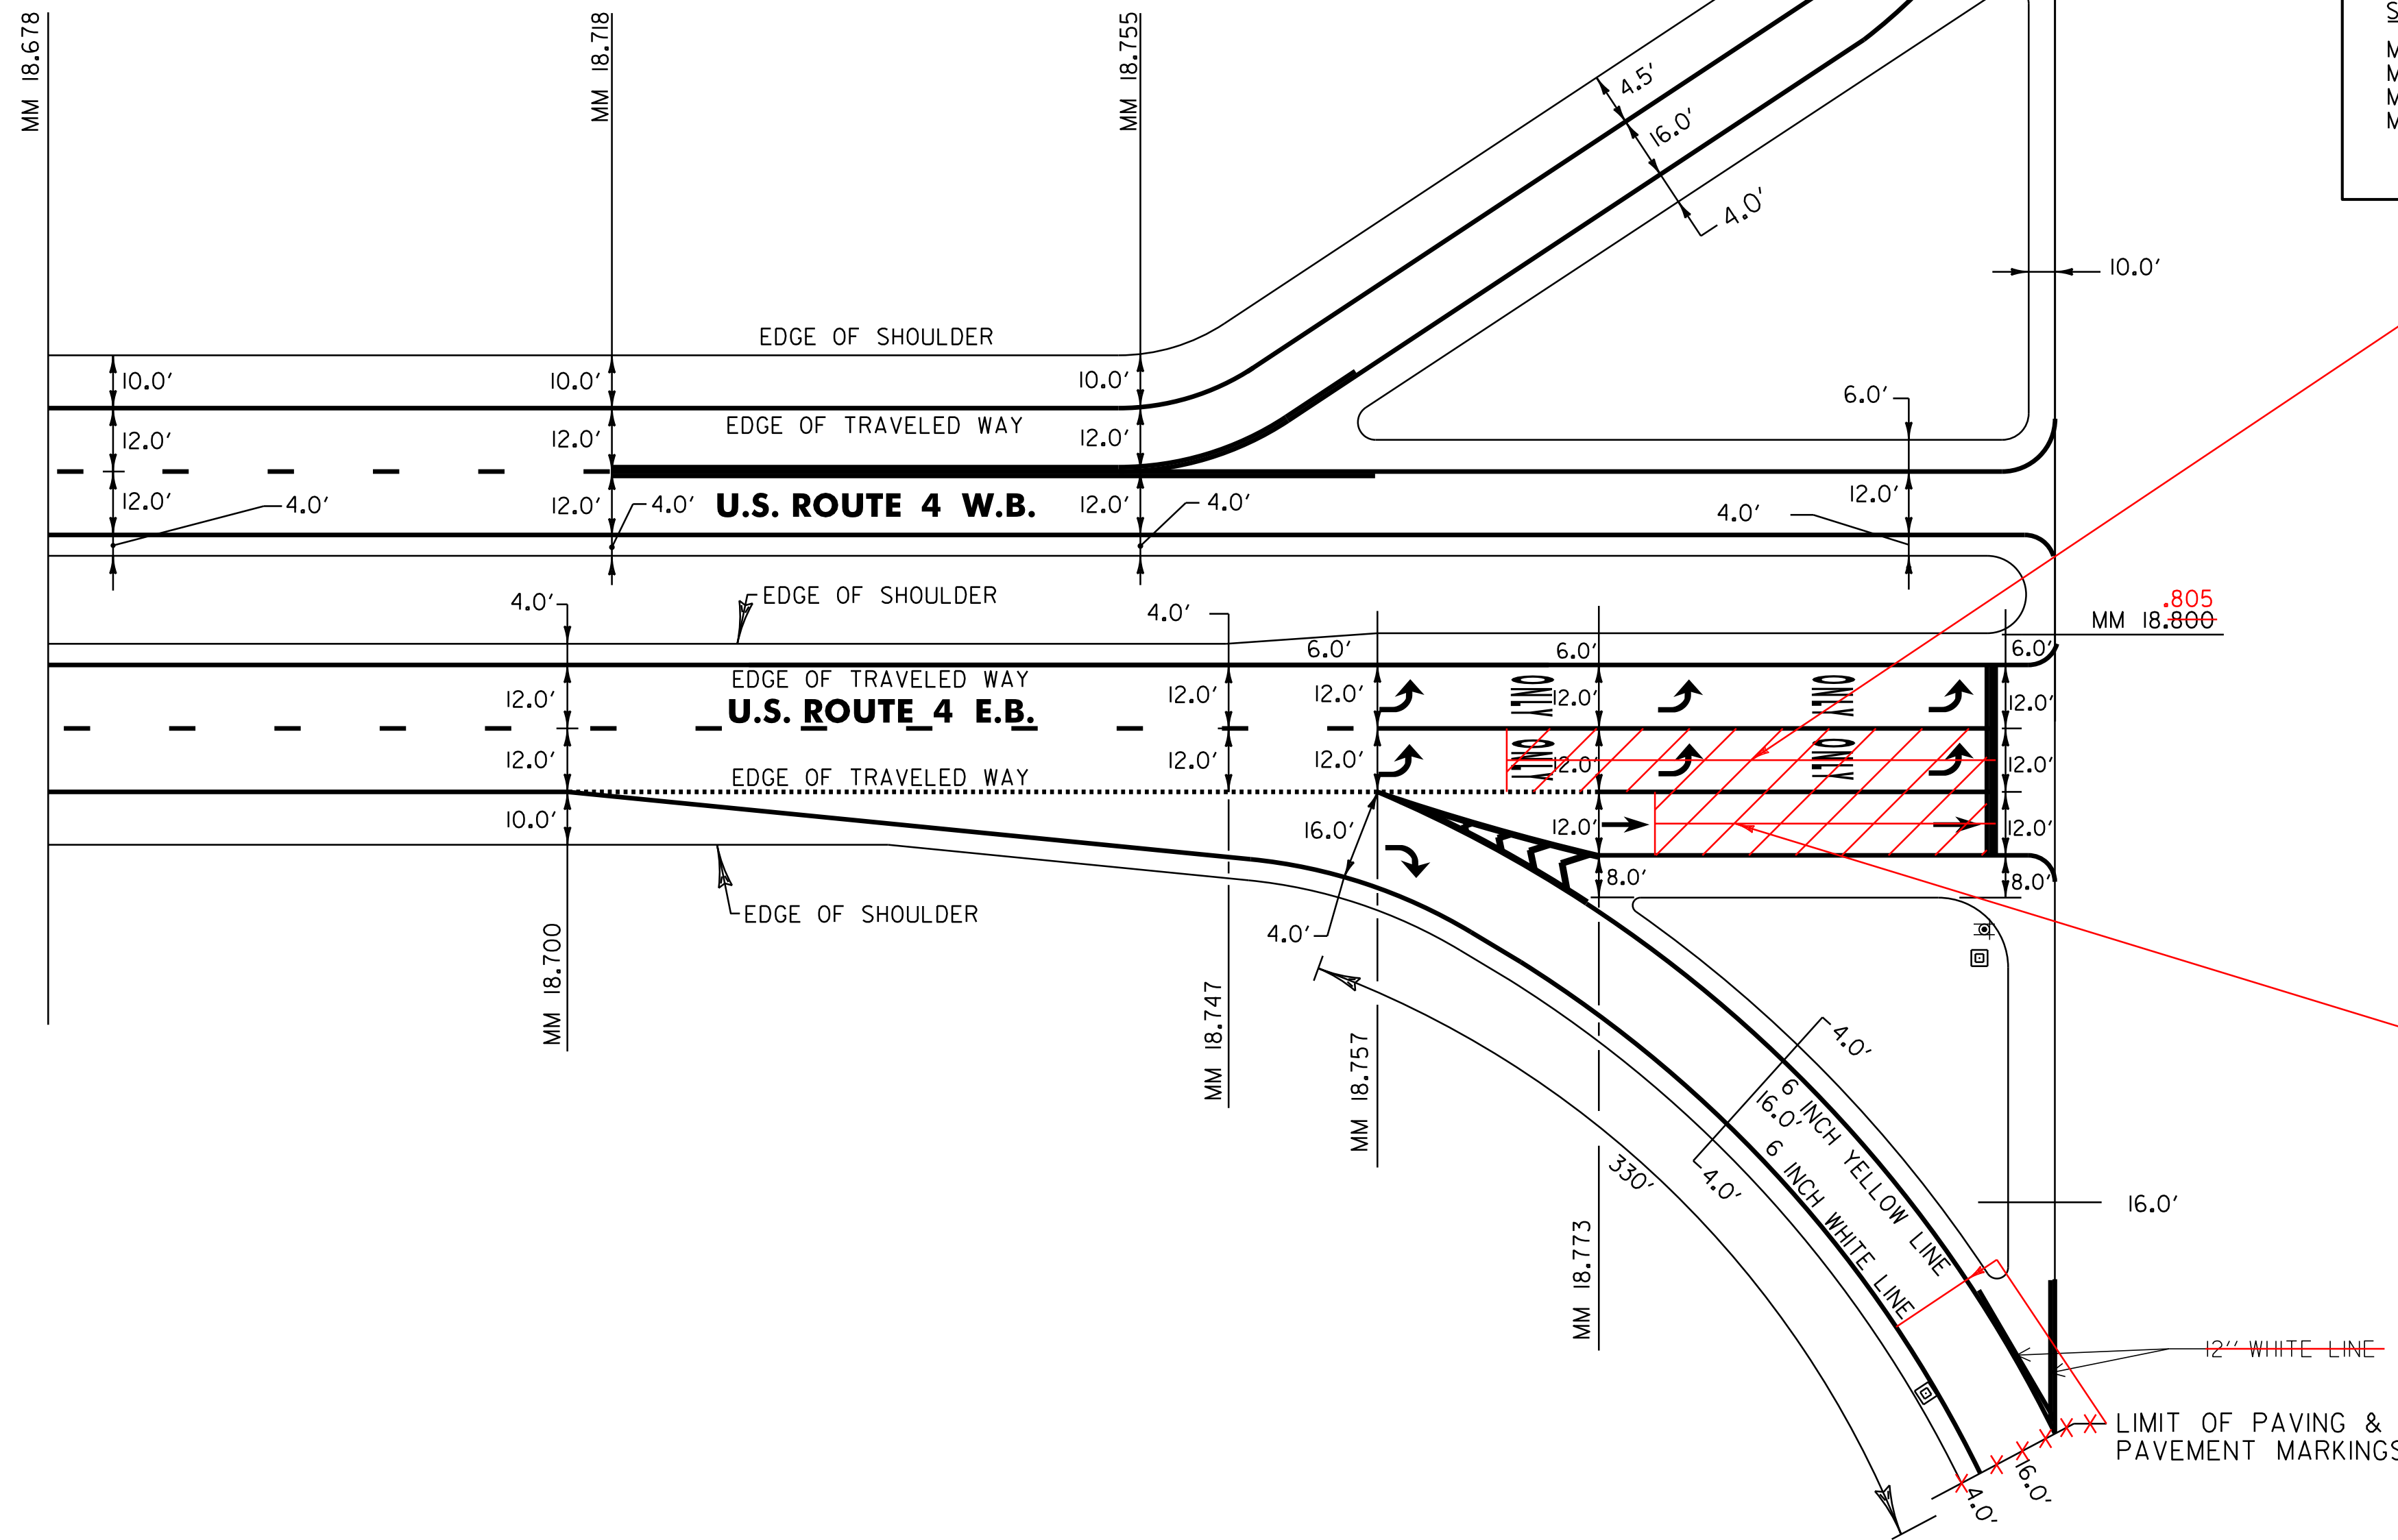 MM 18.678
MM 18.718
MM 18.755
S
M
M
M
M
4.5'
16.0'
4.0'
10.0'
EDGE OF SHOULDER
10.0'
10.0'
10.0'
6.0'
EDGE OF TRAVELED WAY
12.0'
12.0'
12.0'
12.0'
4.0'
12.0'
4.0'
U.S. ROUTE 4 W.B.
12.0'
4.0'
4.0'
12.0'
4.0'
EDGE OF SHOULDER
4.0'
.805
MM 18.800
6.0'
6.0'
6.0'
EDGE OF TRAVELED WAY
12.0'
12.0'
12.0'
ONLY
12.0'
ONLY
12.0'
U.S. ROUTE 4 E.B.
12.0'
EDGE OF TRAVELED WAY
12.0'
12.0'
ONLY
12.0'
ONLY
12.0'
10.0'
16.0'
12.0'
12.0'
8.0'
8.0'
EDGE OF SHOULDER
4.0'
MM 18.700
MM 18.747
MM 18.757
MM 18.773
4.0'
16.0'
4.0'
6 INCH YELLOW LINE
6 INCH WHITE LINE
330'
16.0'
12" WHITE LINE
LIMIT OF PAVING &
PAVEMENT MARKINGS
16.0'
4.0'